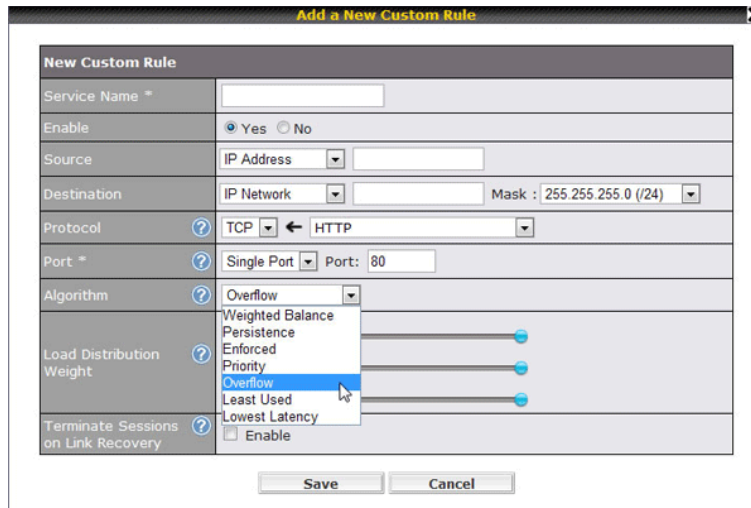 Add a New Custom Rule
New Custom Rule
Service Name *
Enable
Yes No
Source
IP Address
Destination
IP Network
Mask : 255.255.255.0 (/24)
Protocol ?
TCP ← HTTP
Port * ?
Single Port Port: 80
Algorithm ?
Overflow
Weighted Balance
Persistence
Enforced
Priority
Overflow
Least Used
Lowest Latency
Load Distribution
Weight ?
Terminate Sessions
on Link Recovery ?
Enable
Save Cancel